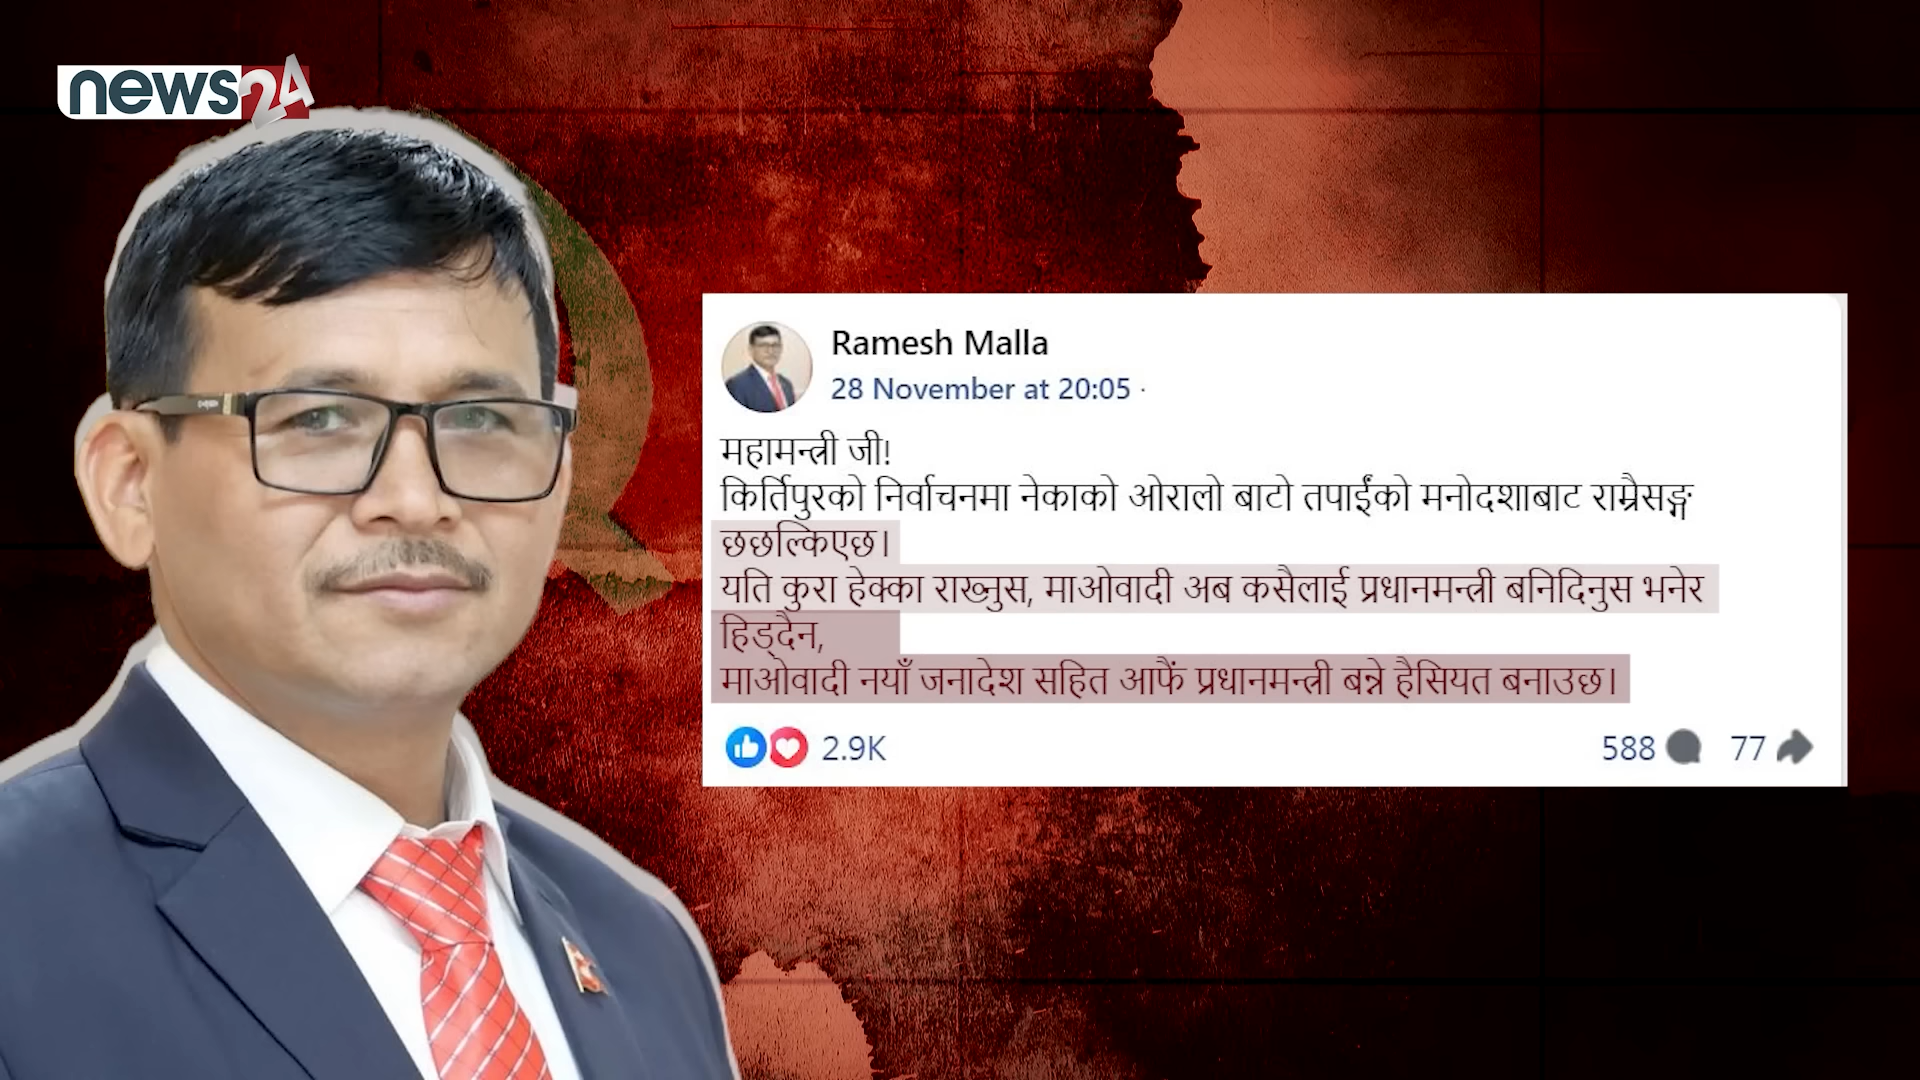 news24
Ramesh Malla
28 November at 20:05 ·
महामन्त्री जी!
किर्तिपुरको निर्वाचनमा नेकाको ओरालो बाटो तपाईंको मनोदशाबाट राम्रैसङ्ग
छछल्किएछ।
यति कुरा हेक्का राख्नुस, माओवादी अब कसैलाई प्रधानमन्त्री बनिदिनुस भनेर
हिड्दैन,
माओवादी नयाँ जनादेश सहित आफैं प्रधानमन्त्री बन्ने हैसियत बनाउछ।
2.9K 588 77